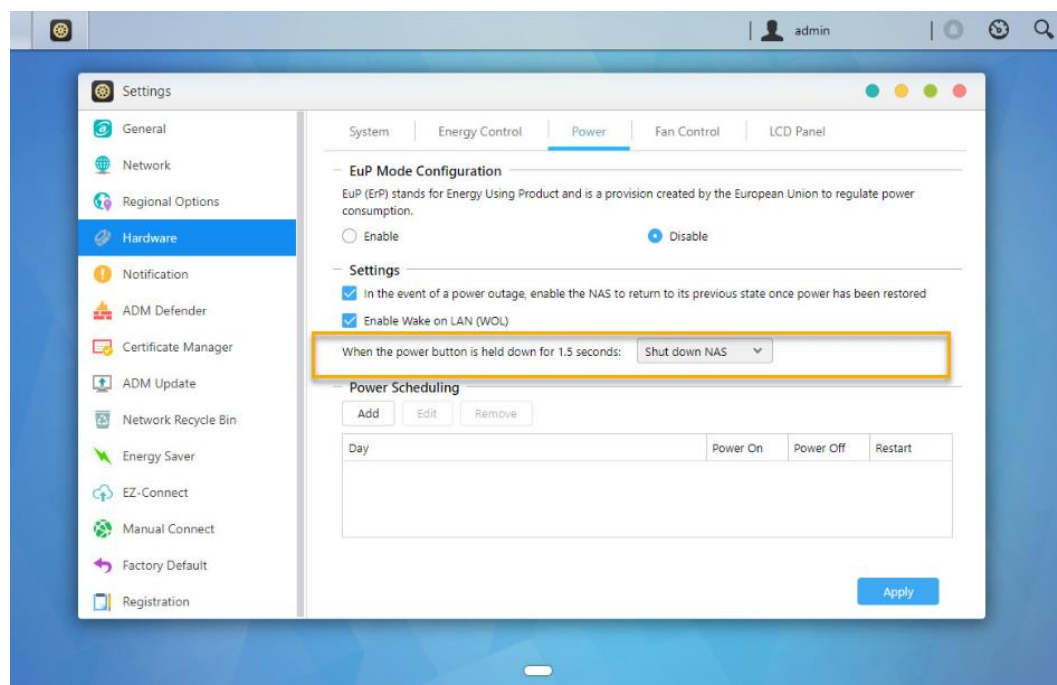 admin
Settings
General
Network
Regional Options
Hardware
Notification
ADM Defender
Certificate Manager
ADM Update
Network Recycle Bin
Energy Saver
EZ-Connect
Manual Connect
Factory Default
Registration
System
Energy Control
Power
Fan Control
LCD Panel
EuP Mode Configuration
EuP (ErP) stands for Energy Using Product and is a provision created by the European Union to regulate power
consumption.
Enable
Disable
Settings
In the event of a power outage, enable the NAS to return to its previous state once power has been restored
Enable Wake on LAN (WOL)
When the power button is held down for 1.5 seconds: Shut down NAS
Power Scheduling
Add
Edit
Remove
Day
Power On
Power Off
Restart
Apply